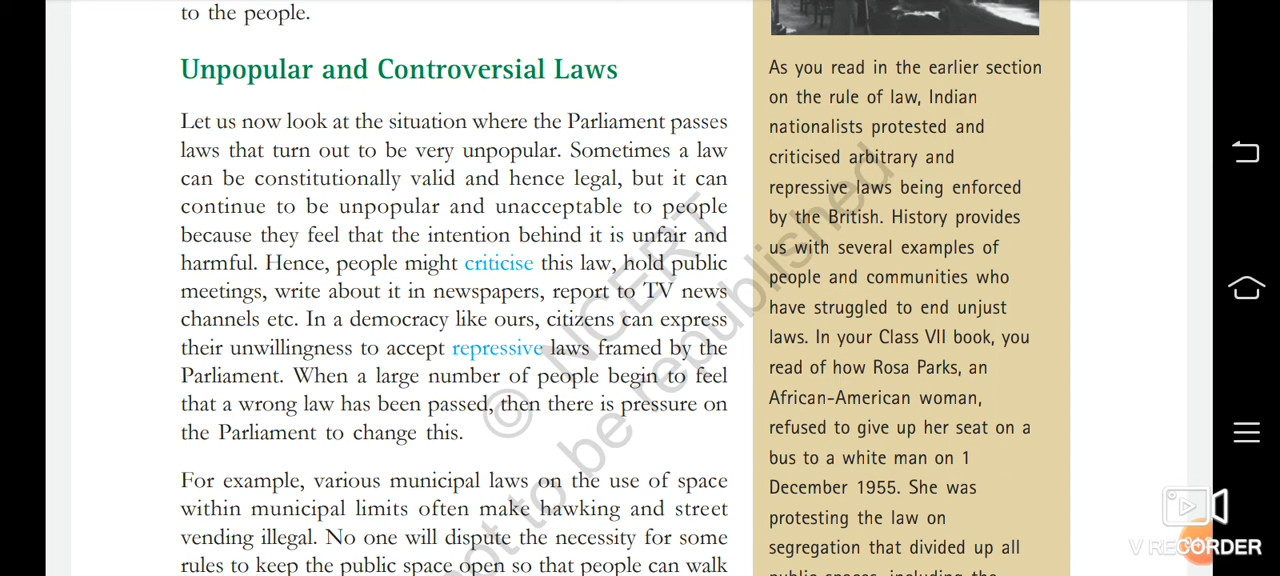 to the people.
Unpopular and Controversial Laws
Let us now look at the situation where the Parliament passes
laws that turn out to be very unpopular. Sometimes a law
can be constitutionally valid and hence legal, but it can
continue to be unpopular and unacceptable to people
because they feel that the intention behind it is unfair and
harmful. Hence, people might criticise this law, hold public
meetings, write about it in newspapers, report to TV news
channels etc. In a democracy like ours, citizens can express
their unwillingness to accept repressive laws framed by the
Parliament. When a large number of people begin to feel
that a wrong law has been passed, then there is pressure on
the Parliament to change this.
For example, various municipal laws on the use of space
within municipal limits often make hawking and street
vending illegal. No one will dispute the necessity for some
rules to keep the public space open so that people can walk
As you read in the earlier section
on the rule of law, Indian
nationalists protested and
criticised arbitrary and
repressive laws being enforced
by the British. History provides
us with several examples of
people and communities who
have struggled to end unjust
laws. In your Class VII book, you
read of how Rosa Parks, an
African-American woman,
refused to give up her seat on a
bus to a white man on 1
December 1955. She was
protesting the law on
segregation that divided up all
public spaces, including the
© NCERT
not to be republished
V RECORDER